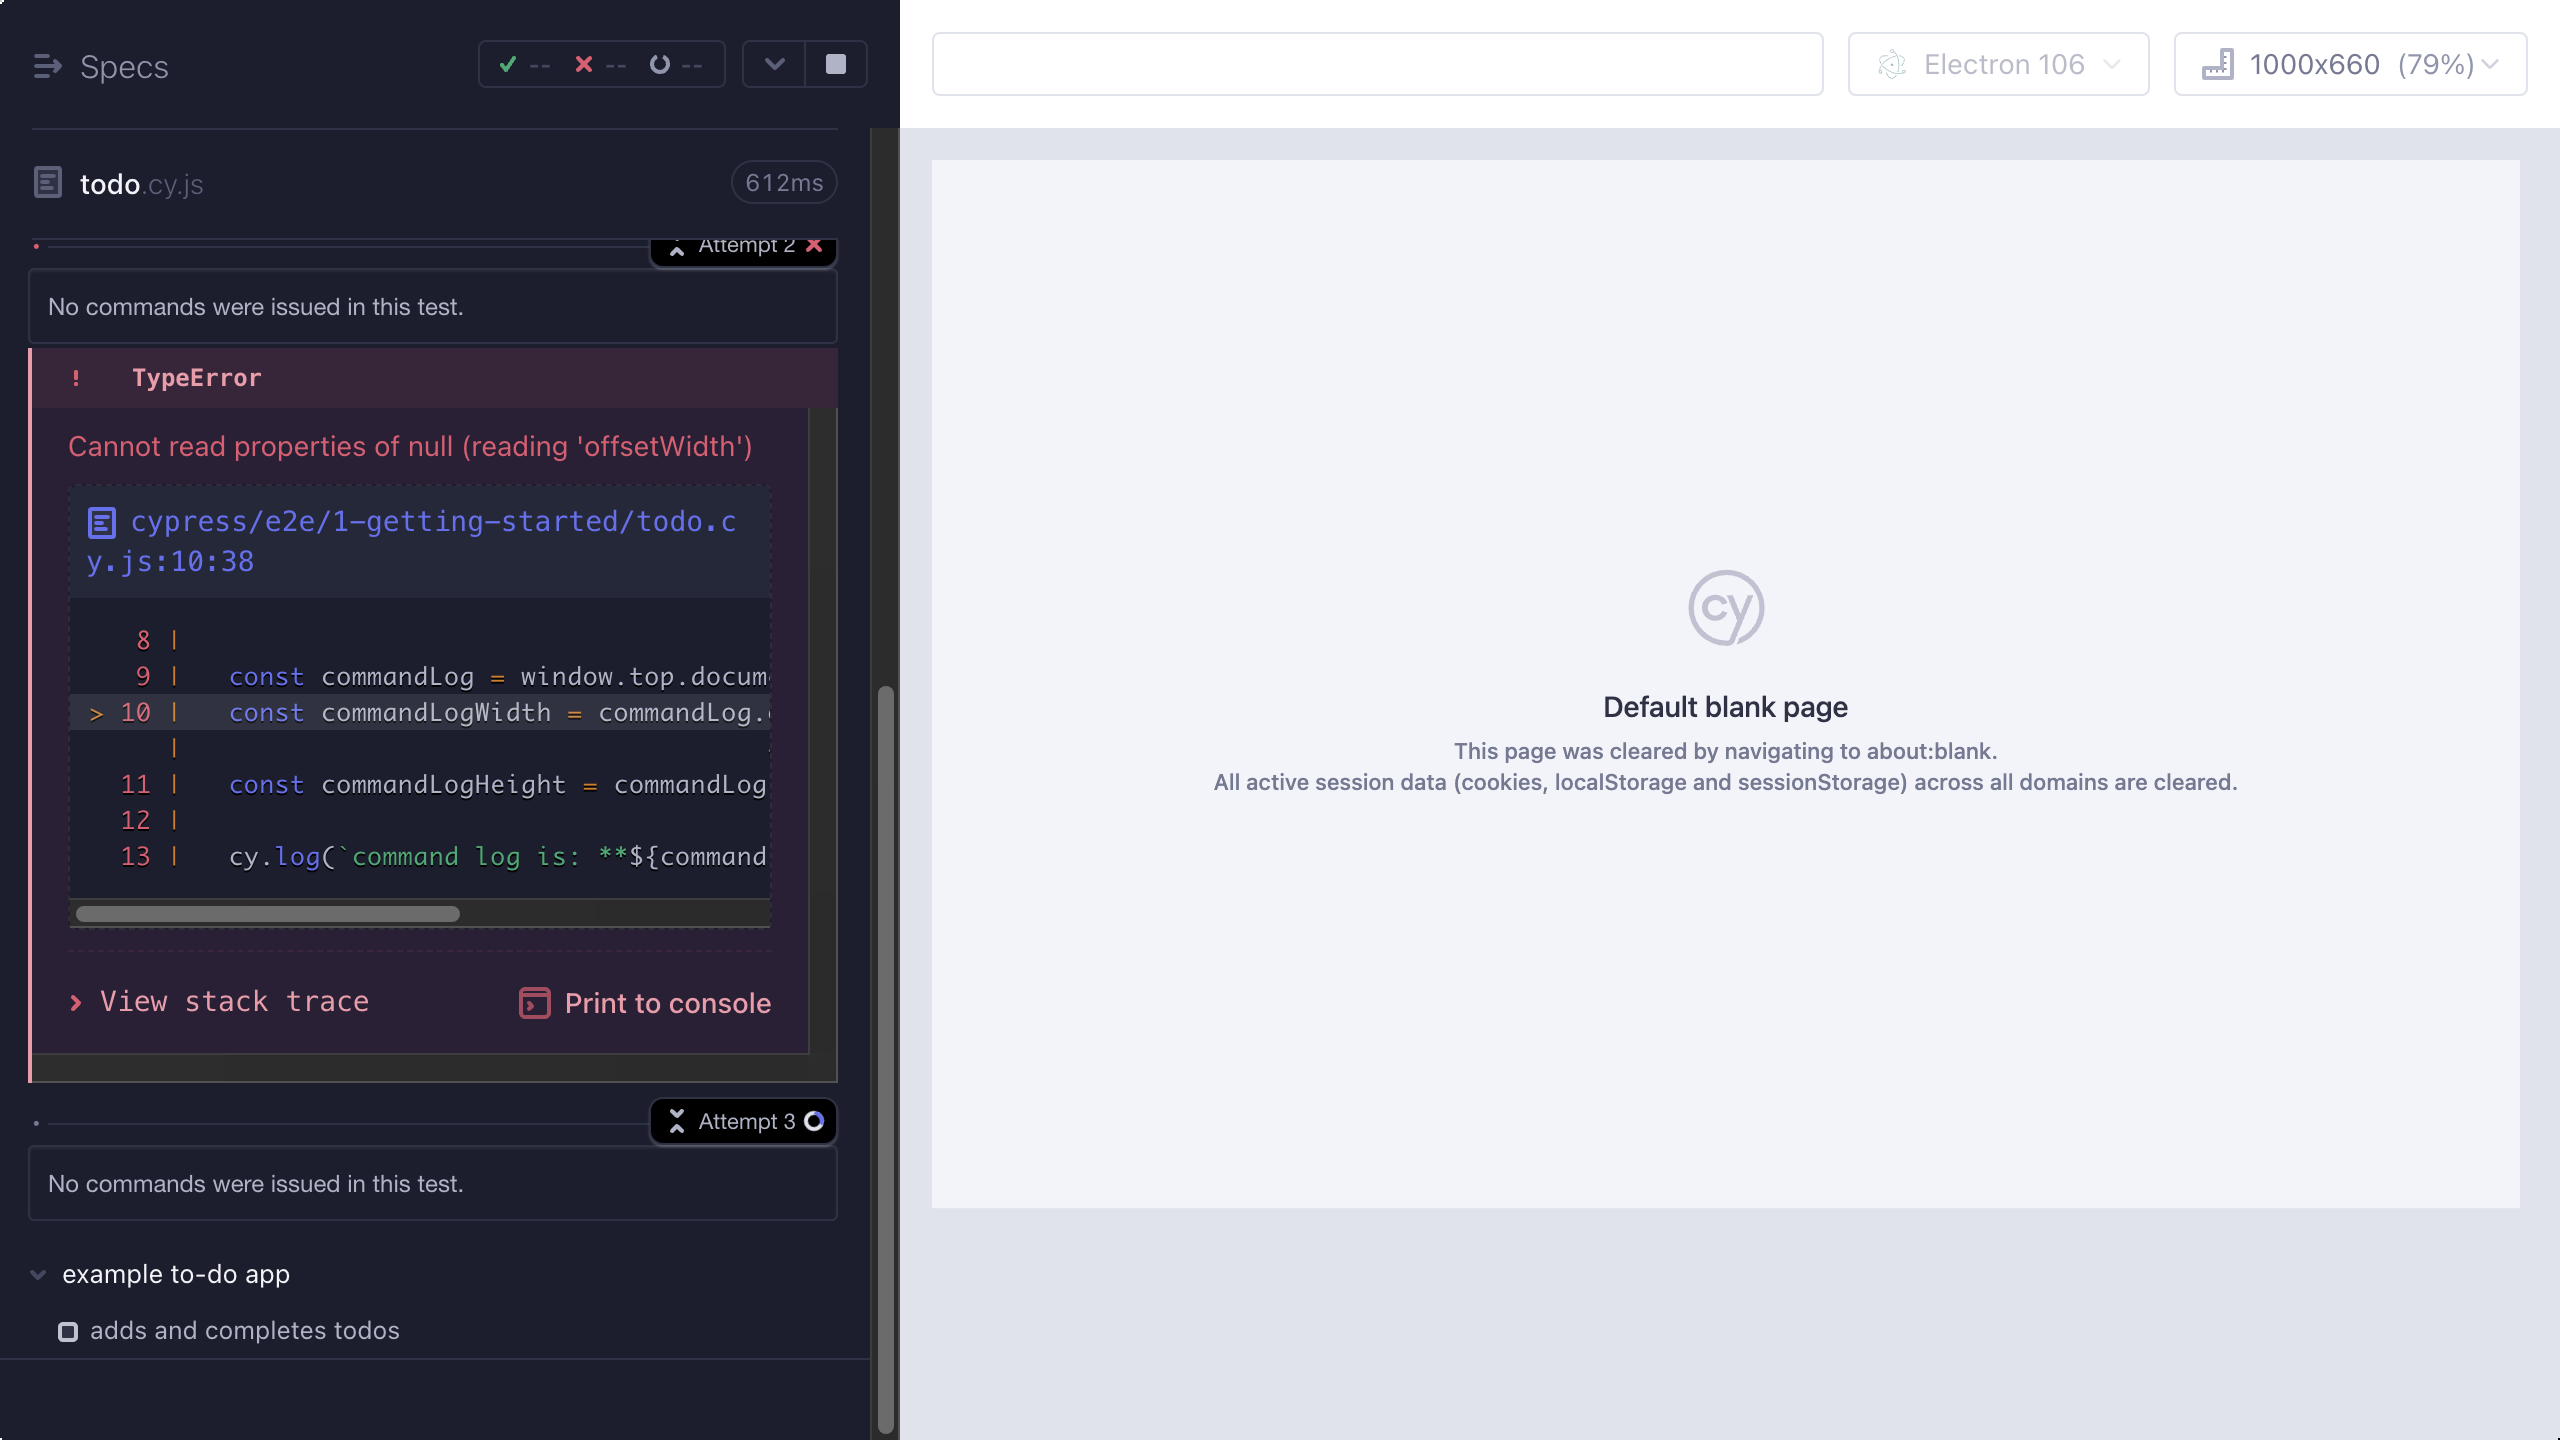 Specs
-- -- --
todo.cy.js
612ms
Attempt 2
No commands were issued in this test.
! TypeError
Cannot read properties of null (reading 'offsetWidth')
cypress/e2e/1-getting-started/todo.c
y.js:10:38
8 |
9 | const commandLog = window.top.docum
> 10 | const commandLogWidth = commandLog.
|
11 | const commandLogHeight = commandLog
12 |
13 | cy.log(`command log is: **${command
> View stack trace
Print to console
Attempt 3
No commands were issued in this test.
example to-do app
adds and completes todos
Electron 106
1000x660 (79%)
cy
Default blank page
This page was cleared by navigating to about:blank.
All active session data (cookies, localStorage and sessionStorage) across all domains are cleared.